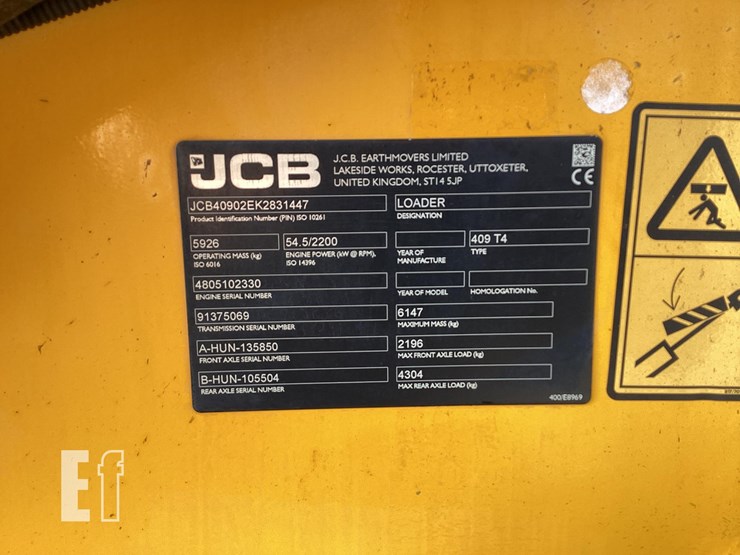 JCB
J.C.B. EARTHMOVERS LIMITED
LAKESIDE WORKS, ROCESTER, UTTOXETER,
UNITED KINGDOM, ST14 5JP
CE
JCB40902EK2831447
Product Identification Number (PIN) ISO 10261
LOADER
DESIGNATION
5926
OPERATING MASS (kg)
ISO 6016
54.5/2200
ENGINE POWER (kW @ RPM),
ISO 14396
YEAR OF
MANUFACTURE
409 T4
TYPE
4805102330
ENGINE SERIAL NUMBER
YEAR OF MODEL
HOMOLOGATION No.
91375069
TRANSMISSION SERIAL NUMBER
6147
MAXIMUM MASS (kg)
A-HUN-135850
FRONT AXLE SERIAL NUMBER
2196
MAX FRONT AXLE LOAD (kg)
B-HUN-105504
REAR AXLE SERIAL NUMBER
4304
MAX REAR AXLE LOAD (kg)
400/E8969
Ef